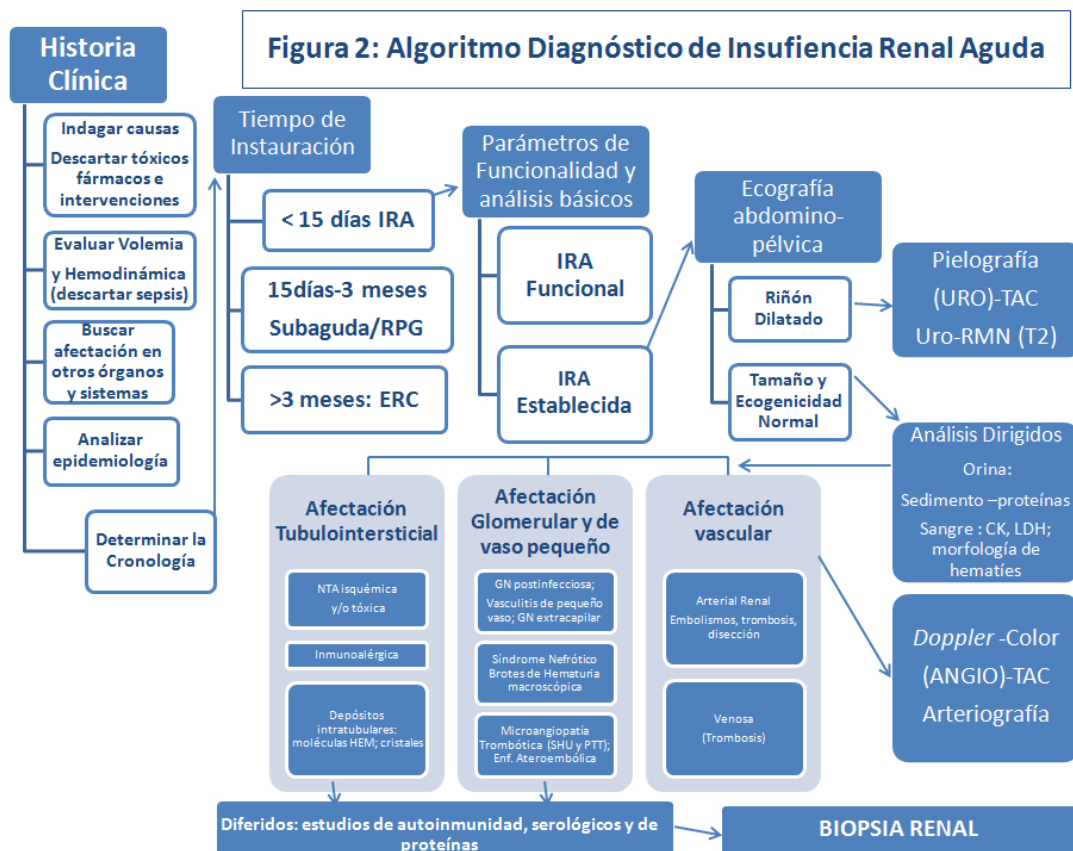 Figura 2: Algoritmo Diagnóstico de Insufiencia Renal Aguda
Historia
Clínica
Indagar causas
Descartar tóxicos
fármacos e
intervenciones
Evaluar Volemia
y Hemodinámica
(descartar sepsis)
Buscar
afectación en
otros órganos
y sistemas
Analizar
epidemiología
Determinar la
Cronología
Tiempo de
Instauración
< 15 días IRA
15días-3 meses
Subaguda/RPG
>3 meses: ERC
Parámetros de
Funcionalidad y
análisis básicos
IRA
Funcional
IRA
Establecida
Ecografía
abdomino-
pélvica
Riñón
Dilatado
Tamaño y
Ecogenicidad
Normal
Pielografía
(URO)-TAC
Uro-RMN (T2)
Análisis Dirigidos
Orina:
Sedimento –proteínas
Sangre : CK, LDH;
morfología de
hematíes
Afectación
Tubulointersticial
NTA isquémica
y/o tóxica
Inmunoalérgica
Depósitos
intratubulares:
moléculas HEM; cristales
Afectación
Glomerular y de
vaso pequeño
GN postinfecciosa;
Vasculitis de pequeño
vaso; GN extracapilar
Síndrome Nefrótico
Brotes de Hematuria
macroscópica
Microangiopatía
Trombótica (SHU y PTT);
Enf. Ateroembólica
Afectación
vascular
Arterial Renal
Embolismos, trombosis,
disección
Venosa
(Trombosis)
Doppler -Color
(ANGIO)-TAC
Arteriografía
Diferidos: estudios de autoinmunidad, serológicos y de
proteínas
BIOPSIA RENAL